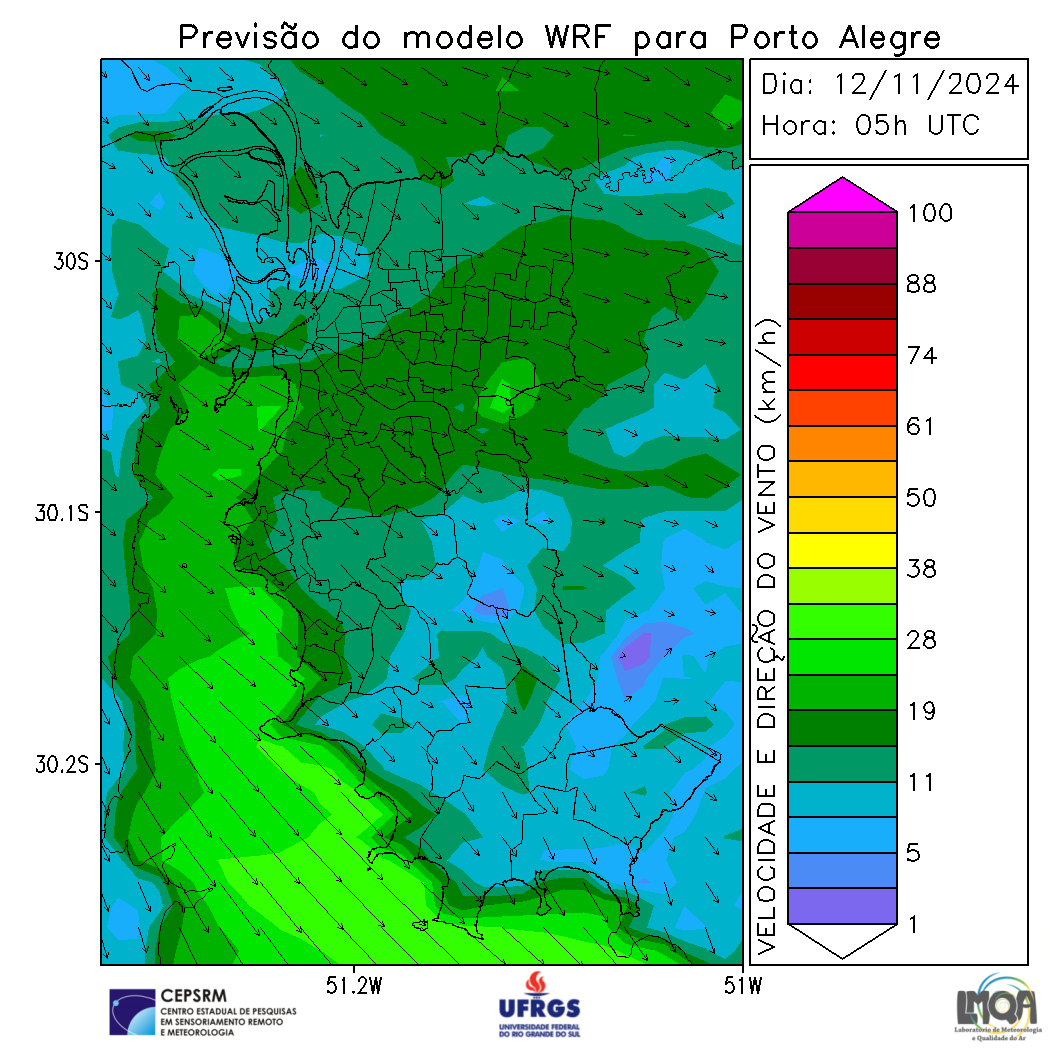 Previsão do modelo WRF para Porto Alegre
Dia: 12/11/2024
Hora: 05h UTC
30S
30.1S
30.2S
51.2W
51W
VELOCIDADE E DIREÇÃO DO VENTO (km/h)
100
88
74
61
50
38
28
19
11
5
1
CEPSRM
CENTRO ESTADUAL DE PESQUISAS
EM SENSORIAMENTO REMOTO
E METEOROLOGIA
UFRGS
UNIVERSIDADE FEDERAL
DO RIO GRANDE DO SUL
LMQA
Laboratório de Meteorologia
e Qualidade do Ar